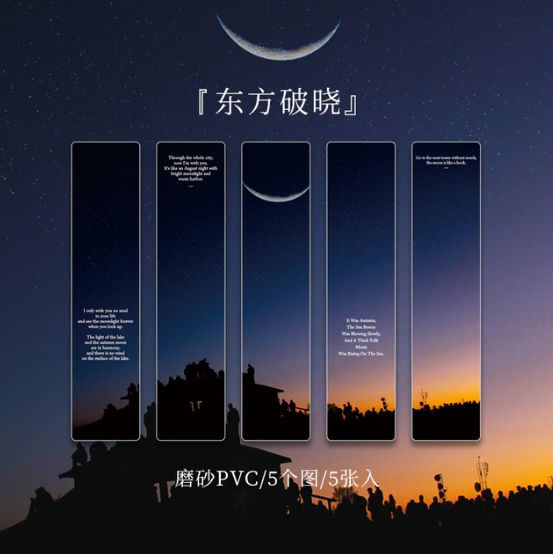 『东方破晓』
I only wish you no mud
in your life
and see the moonlight forever
when you look up.
The light of the lake
and the autumn moon
are in harmony,
and there is no wind
on the surface of the lake.
Through the whole city,
now I'm with you.
It's like an August night with
bright moonlight and
warm harbor.
It Was Autumn,
The Sea Breeze
Was Blowing Slowly,
And A Thick Yolk
Moon
Was Rising On The Sea.
Go to the west tower without words,
the moon is like a hook.
磨砂PVC/5个图/5张入